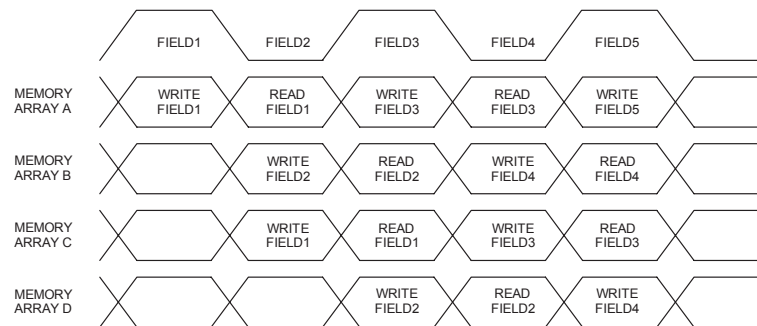 FIELD1 FIELD2 FIELD3 FIELD4 FIELD5
MEMORY
ARRAY A
WRITE READ WRITE READ WRITE
FIELD1 FIELD1 FIELD3 FIELD3 FIELD5
MEMORY
ARRAY B
WRITE READ WRITE READ
FIELD2 FIELD2 FIELD4 FIELD4
MEMORY
ARRAY C
WRITE READ WRITE READ
FIELD1 FIELD1 FIELD3 FIELD3
MEMORY
ARRAY D
WRITE READ WRITE
FIELD2 FIELD2 FIELD4